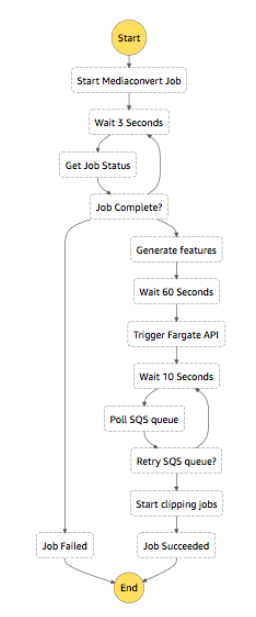 Start
Start Mediaconvert Job
Wait 3 Seconds
Get Job Status
Job Complete?
Generate features
Wait 60 Seconds
Trigger Fargate API
Wait 10 Seconds
Poll SQS queue
Retry SQS queue?
Start clipping jobs
Job Failed
Job Succeeded
End